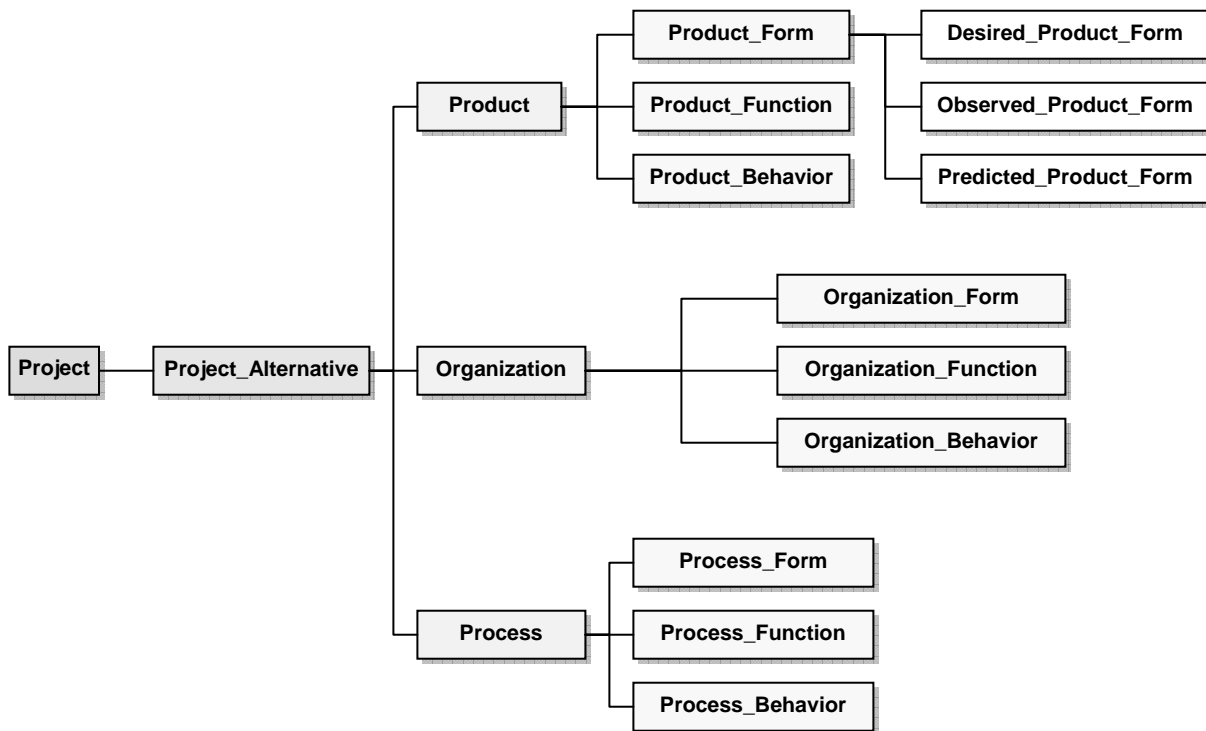 Product_Form
Desired_Product_Form
Product
Product_Function
Observed_Product_Form
Product_Behavior
Predicted_Product_Form
Organization_Form
Project
Project_Alternative
Organization
Organization_Function
Organization_Behavior
Process_Form
Process
Process_Function
Process_Behavior